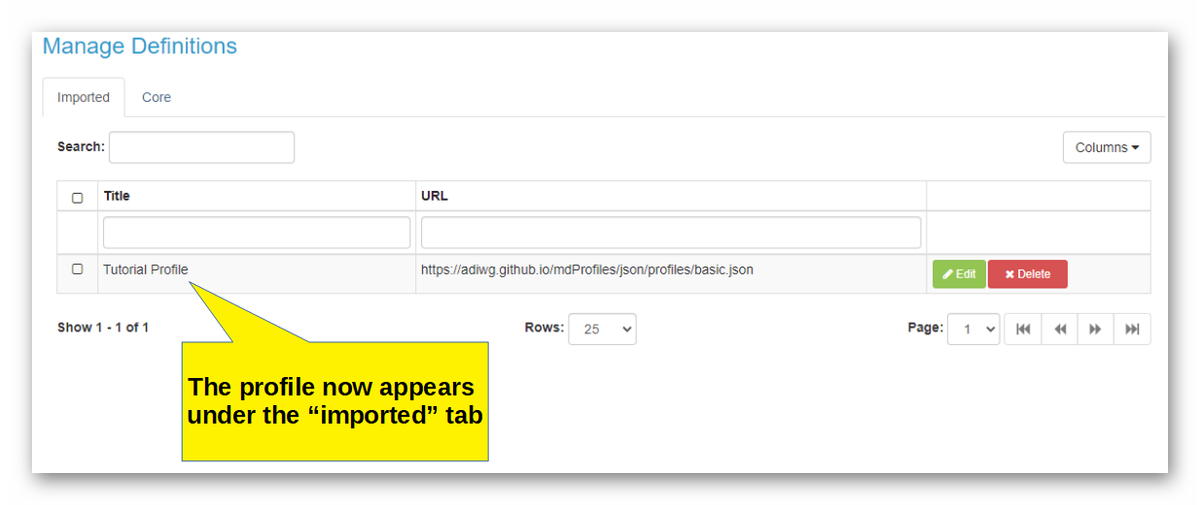 Manage Definitions
Imported Core
Search: Columns
Title URL
Tutorial Profile https://adiwg.github.io/mdProfiles/json/profiles/basic.json Edit Delete
Show 1 - 1 of 1 Rows: 25 Page: 1
The profile now appears
under the “imported” tab